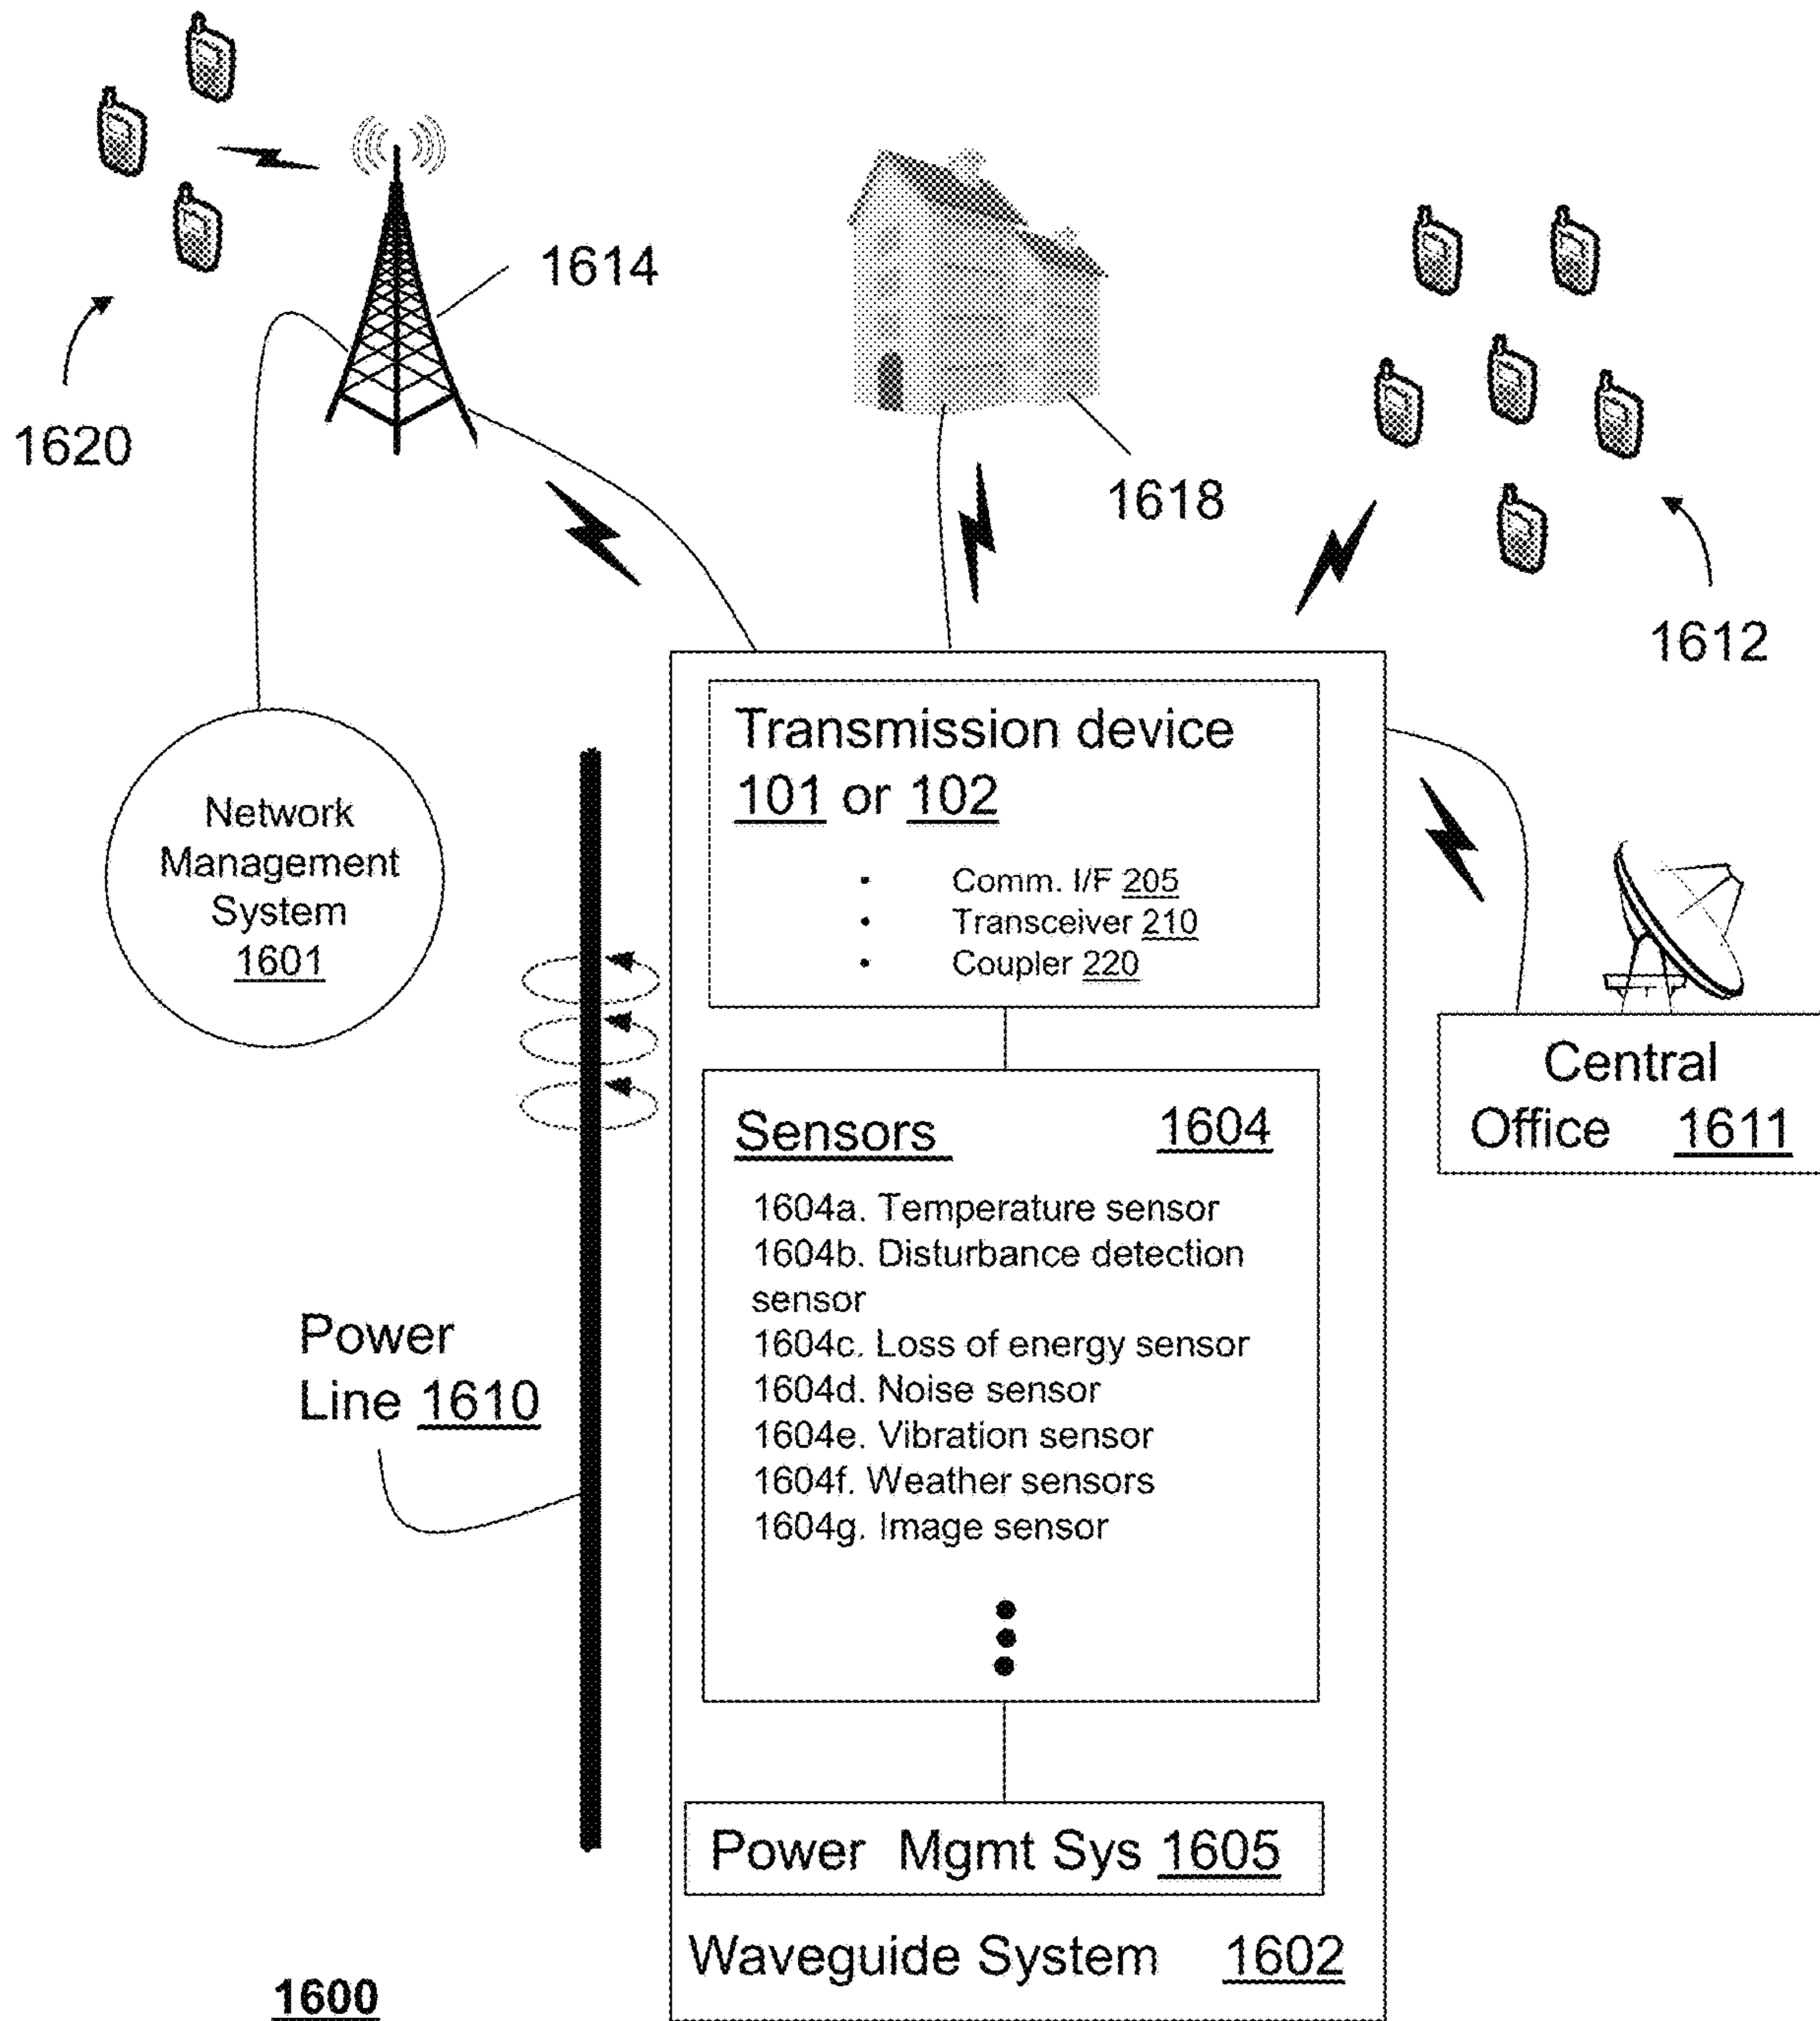 1614
1620
1618
1612
Network
Management
System
1601
Transmission device
101 or 102
• Comm. I/F 205
• Transceiver 210
• Coupler 220
Central
Office 1611
Sensors 1604
1604a. Temperature sensor
1604b. Disturbance detection
sensor
1604c. Loss of energy sensor
1604d. Noise sensor
1604e. Vibration sensor
1604f. Weather sensors
1604g. Image sensor
Power
Line 1610
Power Mgmt Sys 1605
Waveguide System 1602
1600